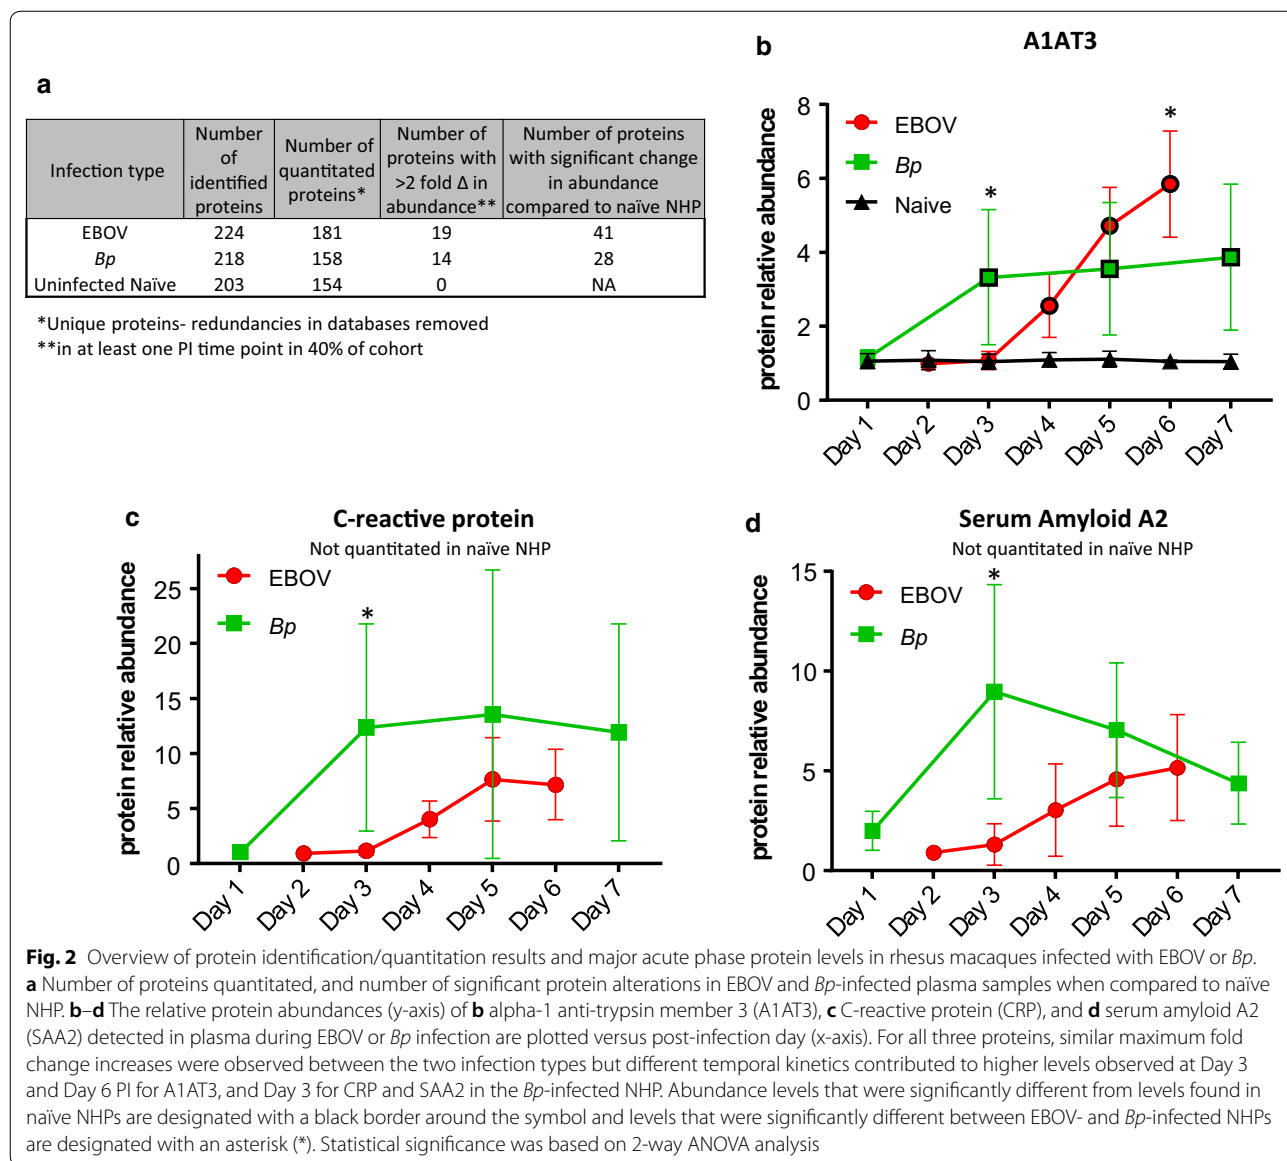 a
Infection type
Number of identified proteins
Number of quantitated proteins*
Number of proteins with >2 fold Δ in abundance**
Number of proteins with significant change in abundance compared to naïve NHP
EBOV 224 181 19 41
Bp 218 158 14 28
Uninfected Naïve 203 154 0 NA
*Unique proteins- redundancies in databases removed
**in at least one PI time point in 40% of cohort
b
A1AT3
protein relative abundance
8
6
4
2
0
EBOV
Bp
Naive
*
*
Day 1 Day 2 Day 3 Day 4 Day 5 Day 6 Day 7
c
C-reactive protein
Not quantitated in naïve NHP
protein relative abundance
25
20
15
10
5
0
EBOV
Bp
*
Day 1 Day 2 Day 3 Day 4 Day 5 Day 6 Day 7
d
Serum Amyloid A2
Not quantitated in naïve NHP
protein relative abundance
15
10
5
0
EBOV
Bp
*
Day 1 Day 2 Day 3 Day 4 Day 5 Day 6 Day 7
Fig. 2 Overview of protein identification/quantitation results and major acute phase protein levels in rhesus macaques infected with EBOV or Bp.
a Number of proteins quantitated, and number of significant protein alterations in EBOV and Bp-infected plasma samples when compared to naïve
NHP. b–d The relative protein abundances (y-axis) of b alpha-1 anti-trypsin member 3 (A1AT3), c C-reactive protein (CRP), and d serum amyloid A2
(SAA2) detected in plasma during EBOV or Bp infection are plotted versus post-infection day (x-axis). For all three proteins, similar maximum fold
change increases were observed between the two infection types but different temporal kinetics contributed to higher levels observed at Day 3
and Day 6 PI for A1AT3, and Day 3 for CRP and SAA2 in the Bp-infected NHP. Abundance levels that were significantly different from levels found in
naïve NHPs are designated with a black border around the symbol and levels that were significantly different between EBOV- and Bp-infected NHPs
are designated with an asterisk (*). Statistical significance was based on 2-way ANOVA analysis